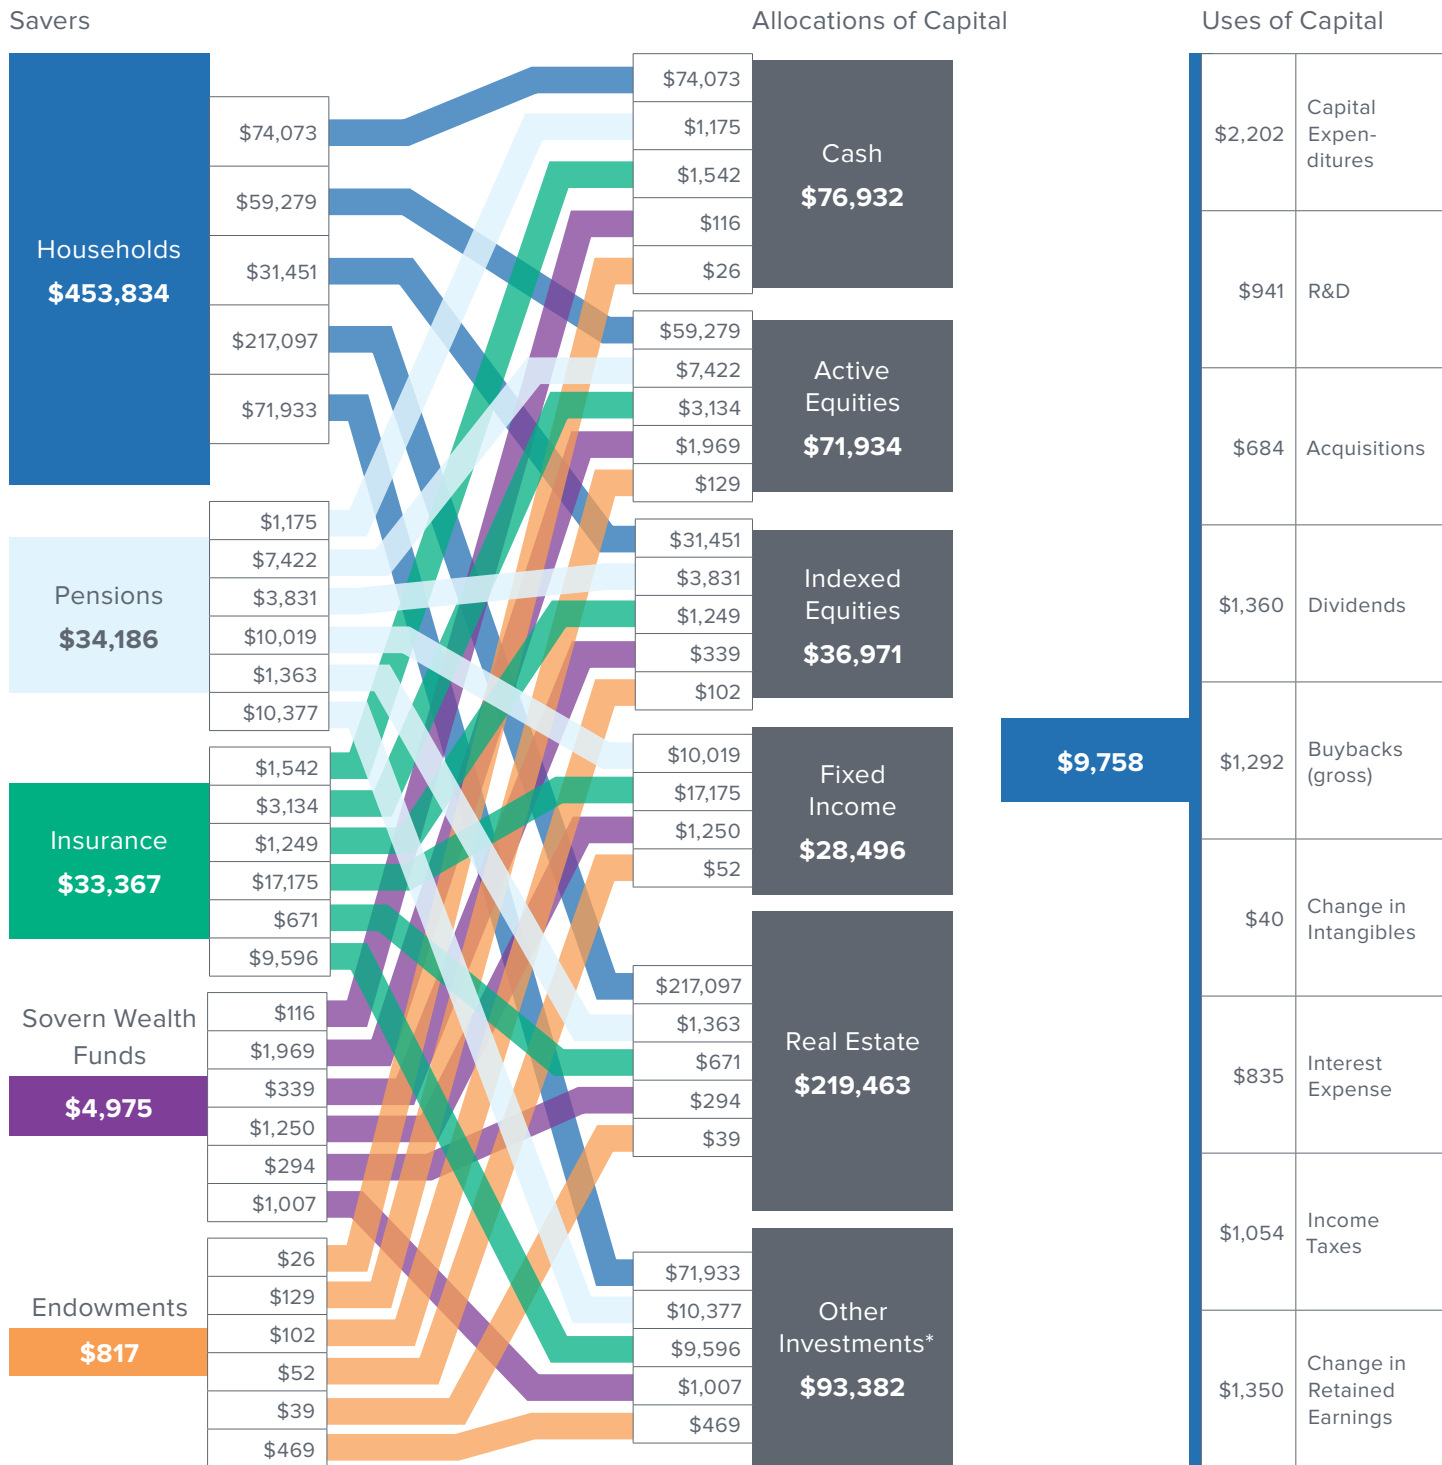 Savers
Households
$453,834
$74,073
$59,279
$31,451
$217,097
$71,933
Pensions
$34,186
$1,175
$7,422
$3,831
$10,019
$1,363
$10,377
Insurance
$33,367
$1,542
$3,134
$1,249
$17,175
$671
$9,596
Sovern Wealth
Funds
$4,975
$116
$1,969
$339
$1,250
$294
$1,007
Endowments
$817
$26
$129
$102
$52
$39
$469
Allocations of Capital
$74,073
$1,175
$1,542
$116
$26
Cash
$76,932
$59,279
$7,422
$3,134
$1,969
$129
Active
Equities
$71,934
$31,451
$3,831
$1,249
$339
$102
Indexed
Equities
$36,971
$10,019
$17,175
$1,250
$52
Fixed
Income
$28,496
$217,097
$1,363
$671
$294
$39
Real Estate
$219,463
$71,933
$10,377
$9,596
$1,007
$469
Other
Investments*
$93,382
Uses of Capital
$9,758
$2,202
Capital
Expen-
ditures
$941
R&D
$684
Acquisitions
$1,360
Dividends
$1,292
Buybacks
(gross)
$40
Change in
Intangibles
$835
Interest
Expense
$1,054
Income
Taxes
$1,350
Change in
Retained
Earnings